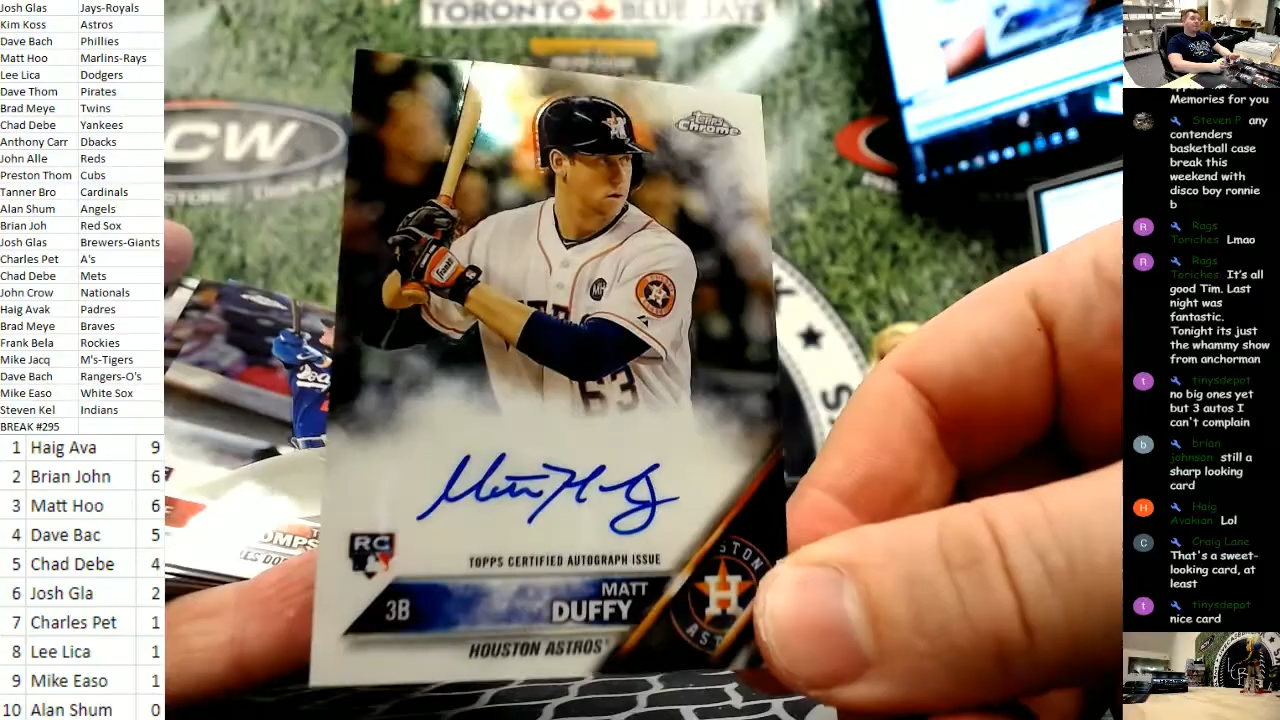 Josh Glas Jays-Royals
Kim Koss Astros
Dave Bach Phillies
Matt Hoo Marlins-Rays
Lee Lica Dodgers
Dave Thom Pirates
Brad Meye Twins
Chad Debe Yankees
Anthony Carr Dbacks
John Alle Reds
Preston Thom Cubs
Tanner Bro Cardinals
Alan Shum Angels
Brian Joh Red Sox
Josh Glas Brewers-Giants
Charles Pet A's
Chad Debe Mets
John Crow Nationals
Haig Avak Padres
Brad Meye Braves
Frank Bela Rockies
Mike Jacq M's-Tigers
Dave Bach Rangers-O's
Mike Easo White Sox
Steven Kel Indians
BREAK #295
1 Haig Ava 9
2 Brian John 6
3 Matt Hoo 6
4 Dave Bac 5
5 Chad Debe 4
6 Josh Gla 2
7 Charles Pet 1
8 Lee Lica 1
9 Mike Easo 1
10 Alan Shum 0
TORONTO BLUE JAYS
CW
Topps
Chrome
63
RC
TOPPS CERTIFIED AUTOGRAPH ISSUE
MATT
3B DUFFY
HOUSTON ASTROS
Memories for you
Steven P any
contenders
basketball case
break this
weekend with
disco boy ronnie
b
R Rags
Toriches Lmao
R Rags
Toriches It's all
good Tim. Last
night was
fantastic.
Tonight its just
the whammy show
from anchorman
t tinysdepot
no big ones yet
but 3 autos I
can't complain
b brian
johnson still a
sharp looking
card
H Haig
Avakian Lol
C Craig Lane
That's a sweet-
looking card, at
least
t tinysdepot
nice card